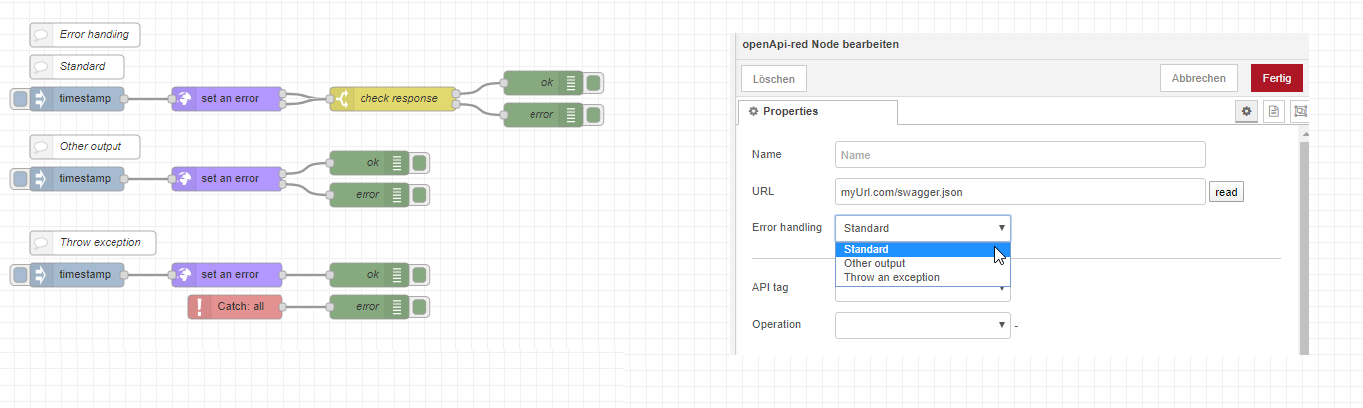 Error handling
Standard
timestamp set an error check response ok
error
Other output
timestamp set an error ok
error
Throw exception
timestamp set an error ok
Catch: all error
openApi-red Node bearbeiten
Löschen Abbrechen Fertig
Properties
Name Name
URL myUrl.com/swagger.json read
Error handling Standard
Standard
Other output
Throw an exception
API tag
Operation -